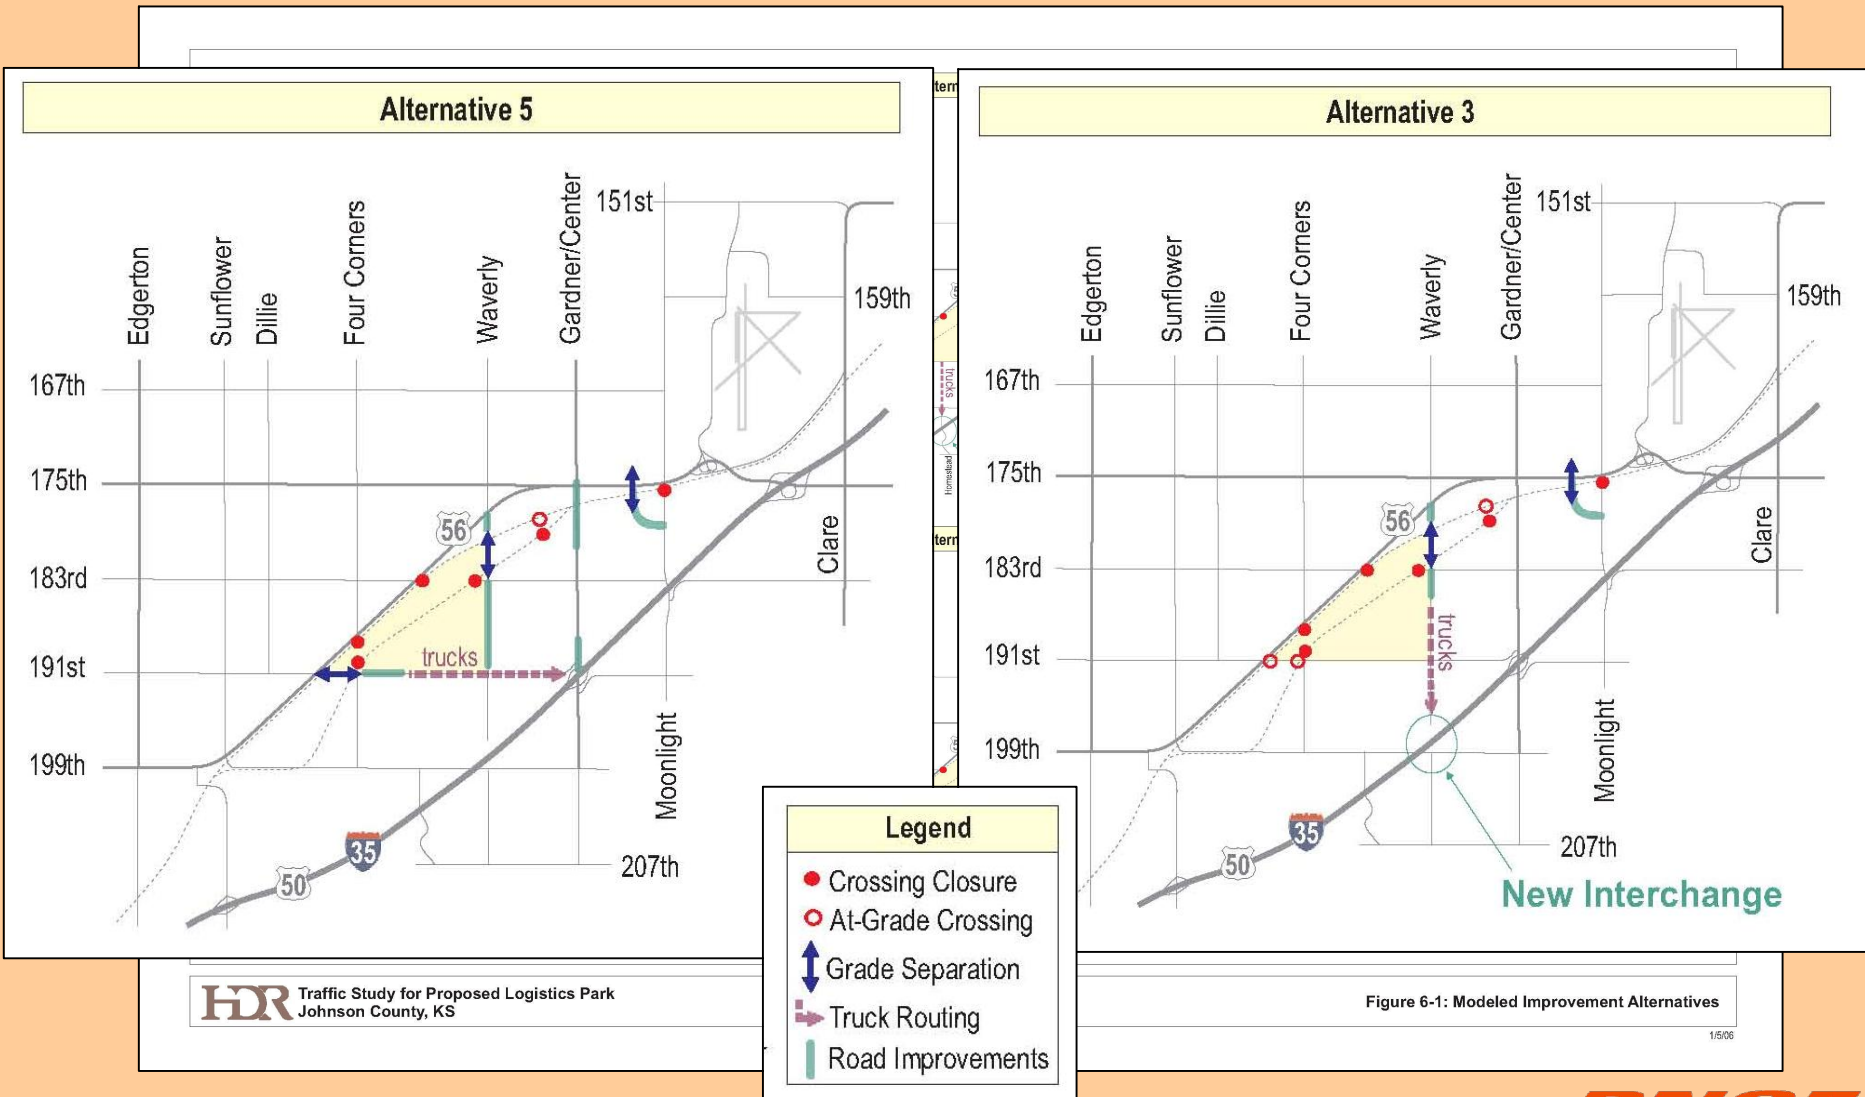 Alternative 5
151st
Edgerton
Sunflower
Dillie
Four Corners
Waverly
Gardner/Center
159th
167th
175th
56
Clare
183rd
trucks
191st
199th
Moonlight
35
50
207th
trucks
Homestead
Alternative 3
151st
Edgerton
Sunflower
Dillie
Four Corners
Waverly
Gardner/Center
159th
167th
175th
56
Clare
183rd
trucks
191st
199th
Moonlight
35
50
207th
New Interchange
Legend
Crossing Closure
At-Grade Crossing
Grade Separation
Truck Routing
Road Improvements
HDR
Traffic Study for Proposed Logistics Park
Johnson County, KS
Figure 6-1: Modeled Improvement Alternatives
1/5/06